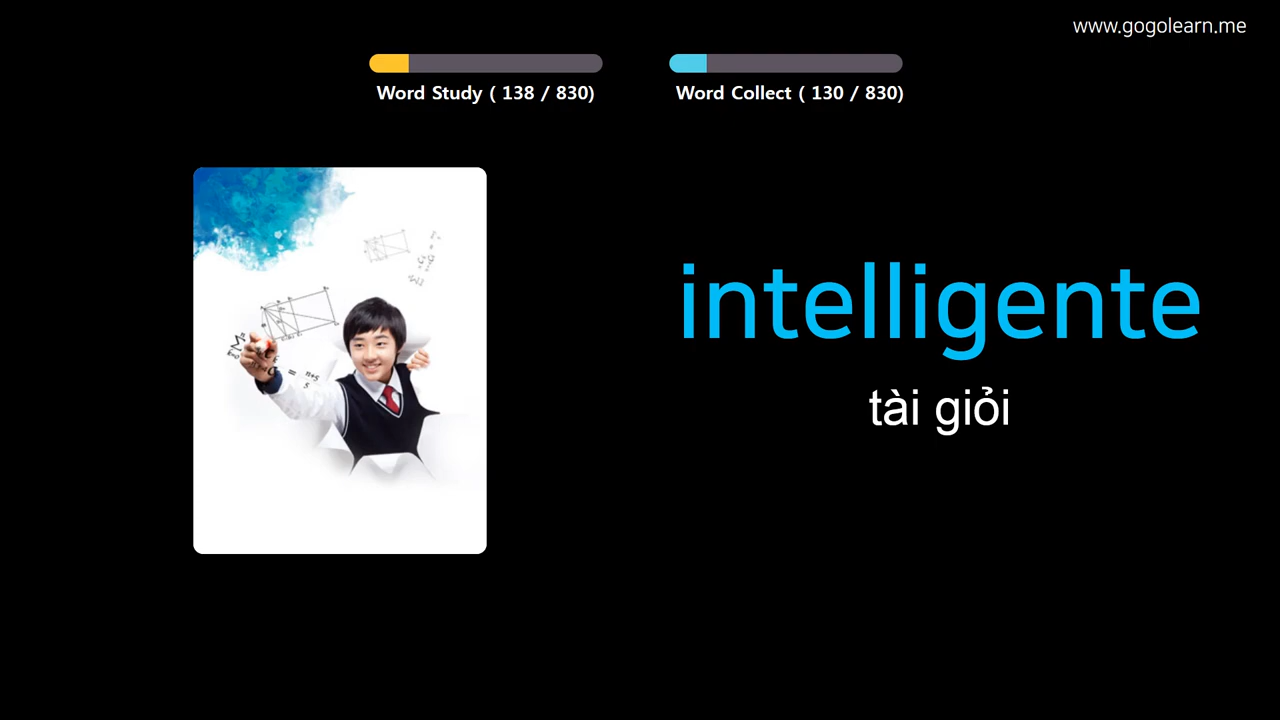 www.gogolearn.me
Word Study ( 138 / 830)
Word Collect ( 130 / 830)
intelligente
tài giỏi